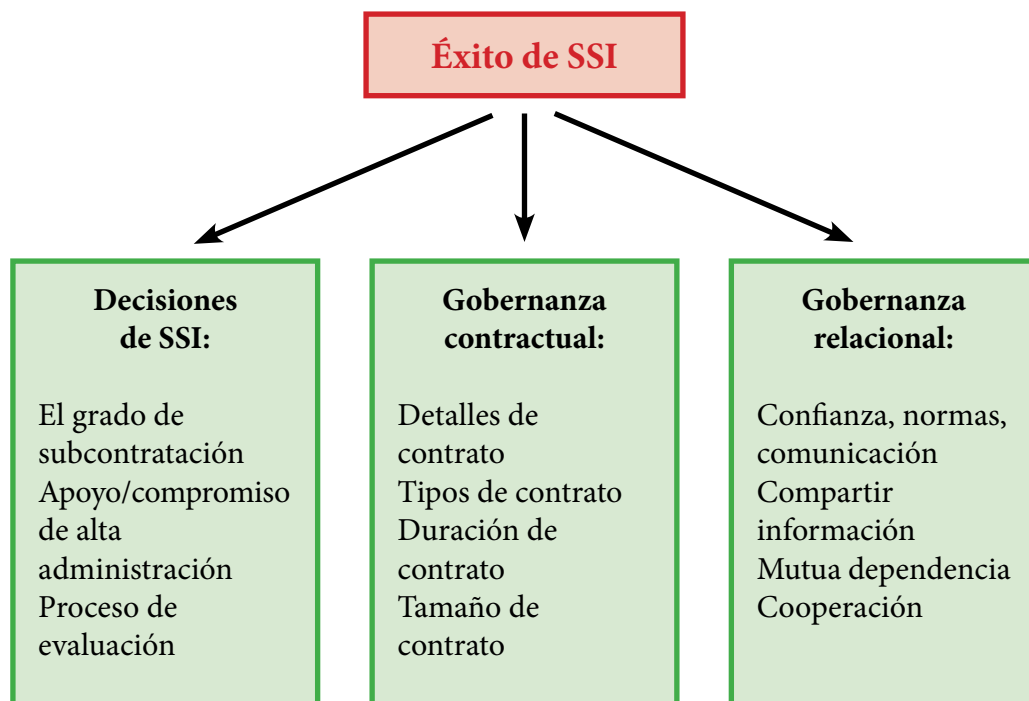 Éxito de SSI
Decisiones
de SSI:
El grado de
subcontratación
Apoyo/compromiso
de alta
administración
Proceso de
evaluación
Gobernanza
contractual:
Detalles de
contrato
Tipos de contrato
Duración de
contrato
Tamaño de
contrato
Gobernanza
relacional:
Confianza, normas,
comunicación
Compartir
información
Mutua dependencia
Cooperación